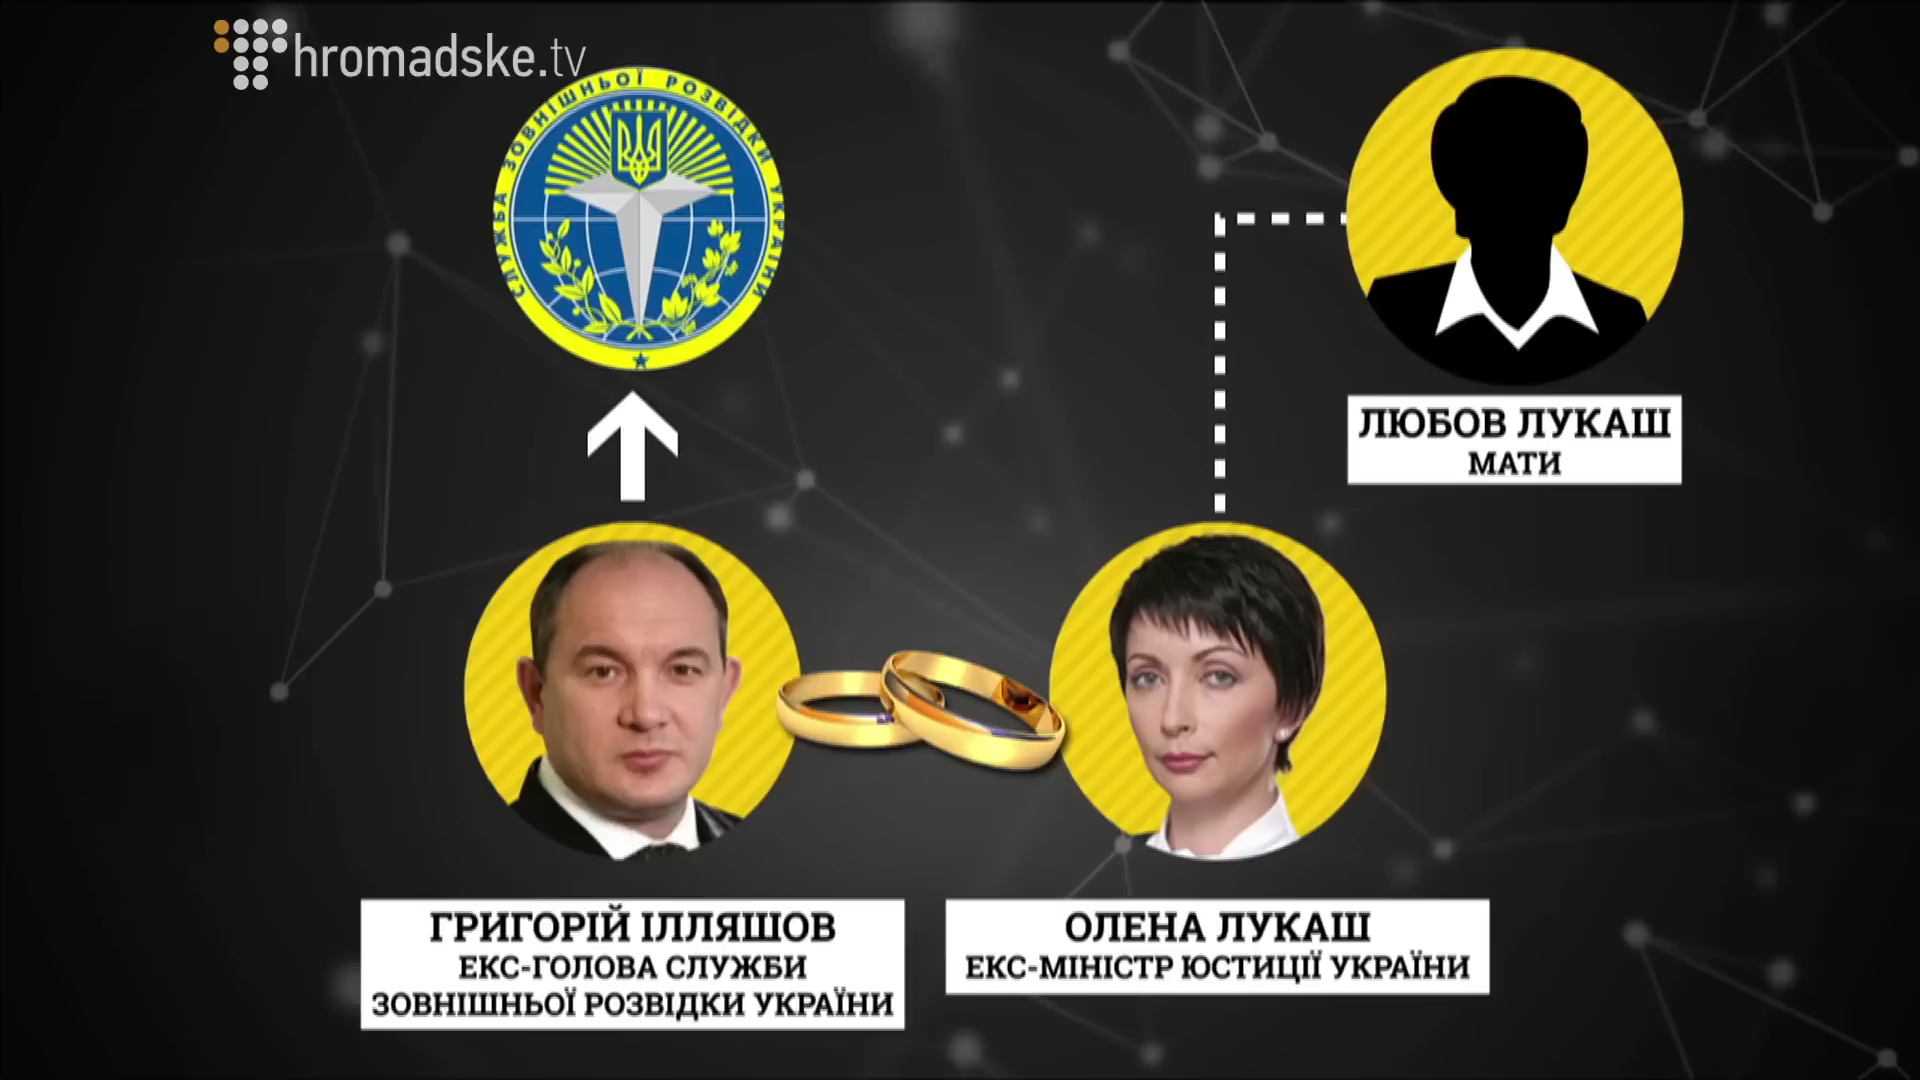 hromadske.tv
СЛУЖБА ЗОВНІШНЬОЇ РОЗВІДКИ УКРАЇНИ
ЛЮБОВ ЛУКАШ
МАТИ
ГРИГОРІЙ ІЛЛЯШОВ
ЕКС-ГОЛОВА СЛУЖБИ
ЗОВНІШНЬОЇ РОЗВІДКИ УКРАЇНИ
ОЛЕНА ЛУКАШ
ЕКС-МІНІСТР ЮСТИЦІЇ УКРАЇНИ